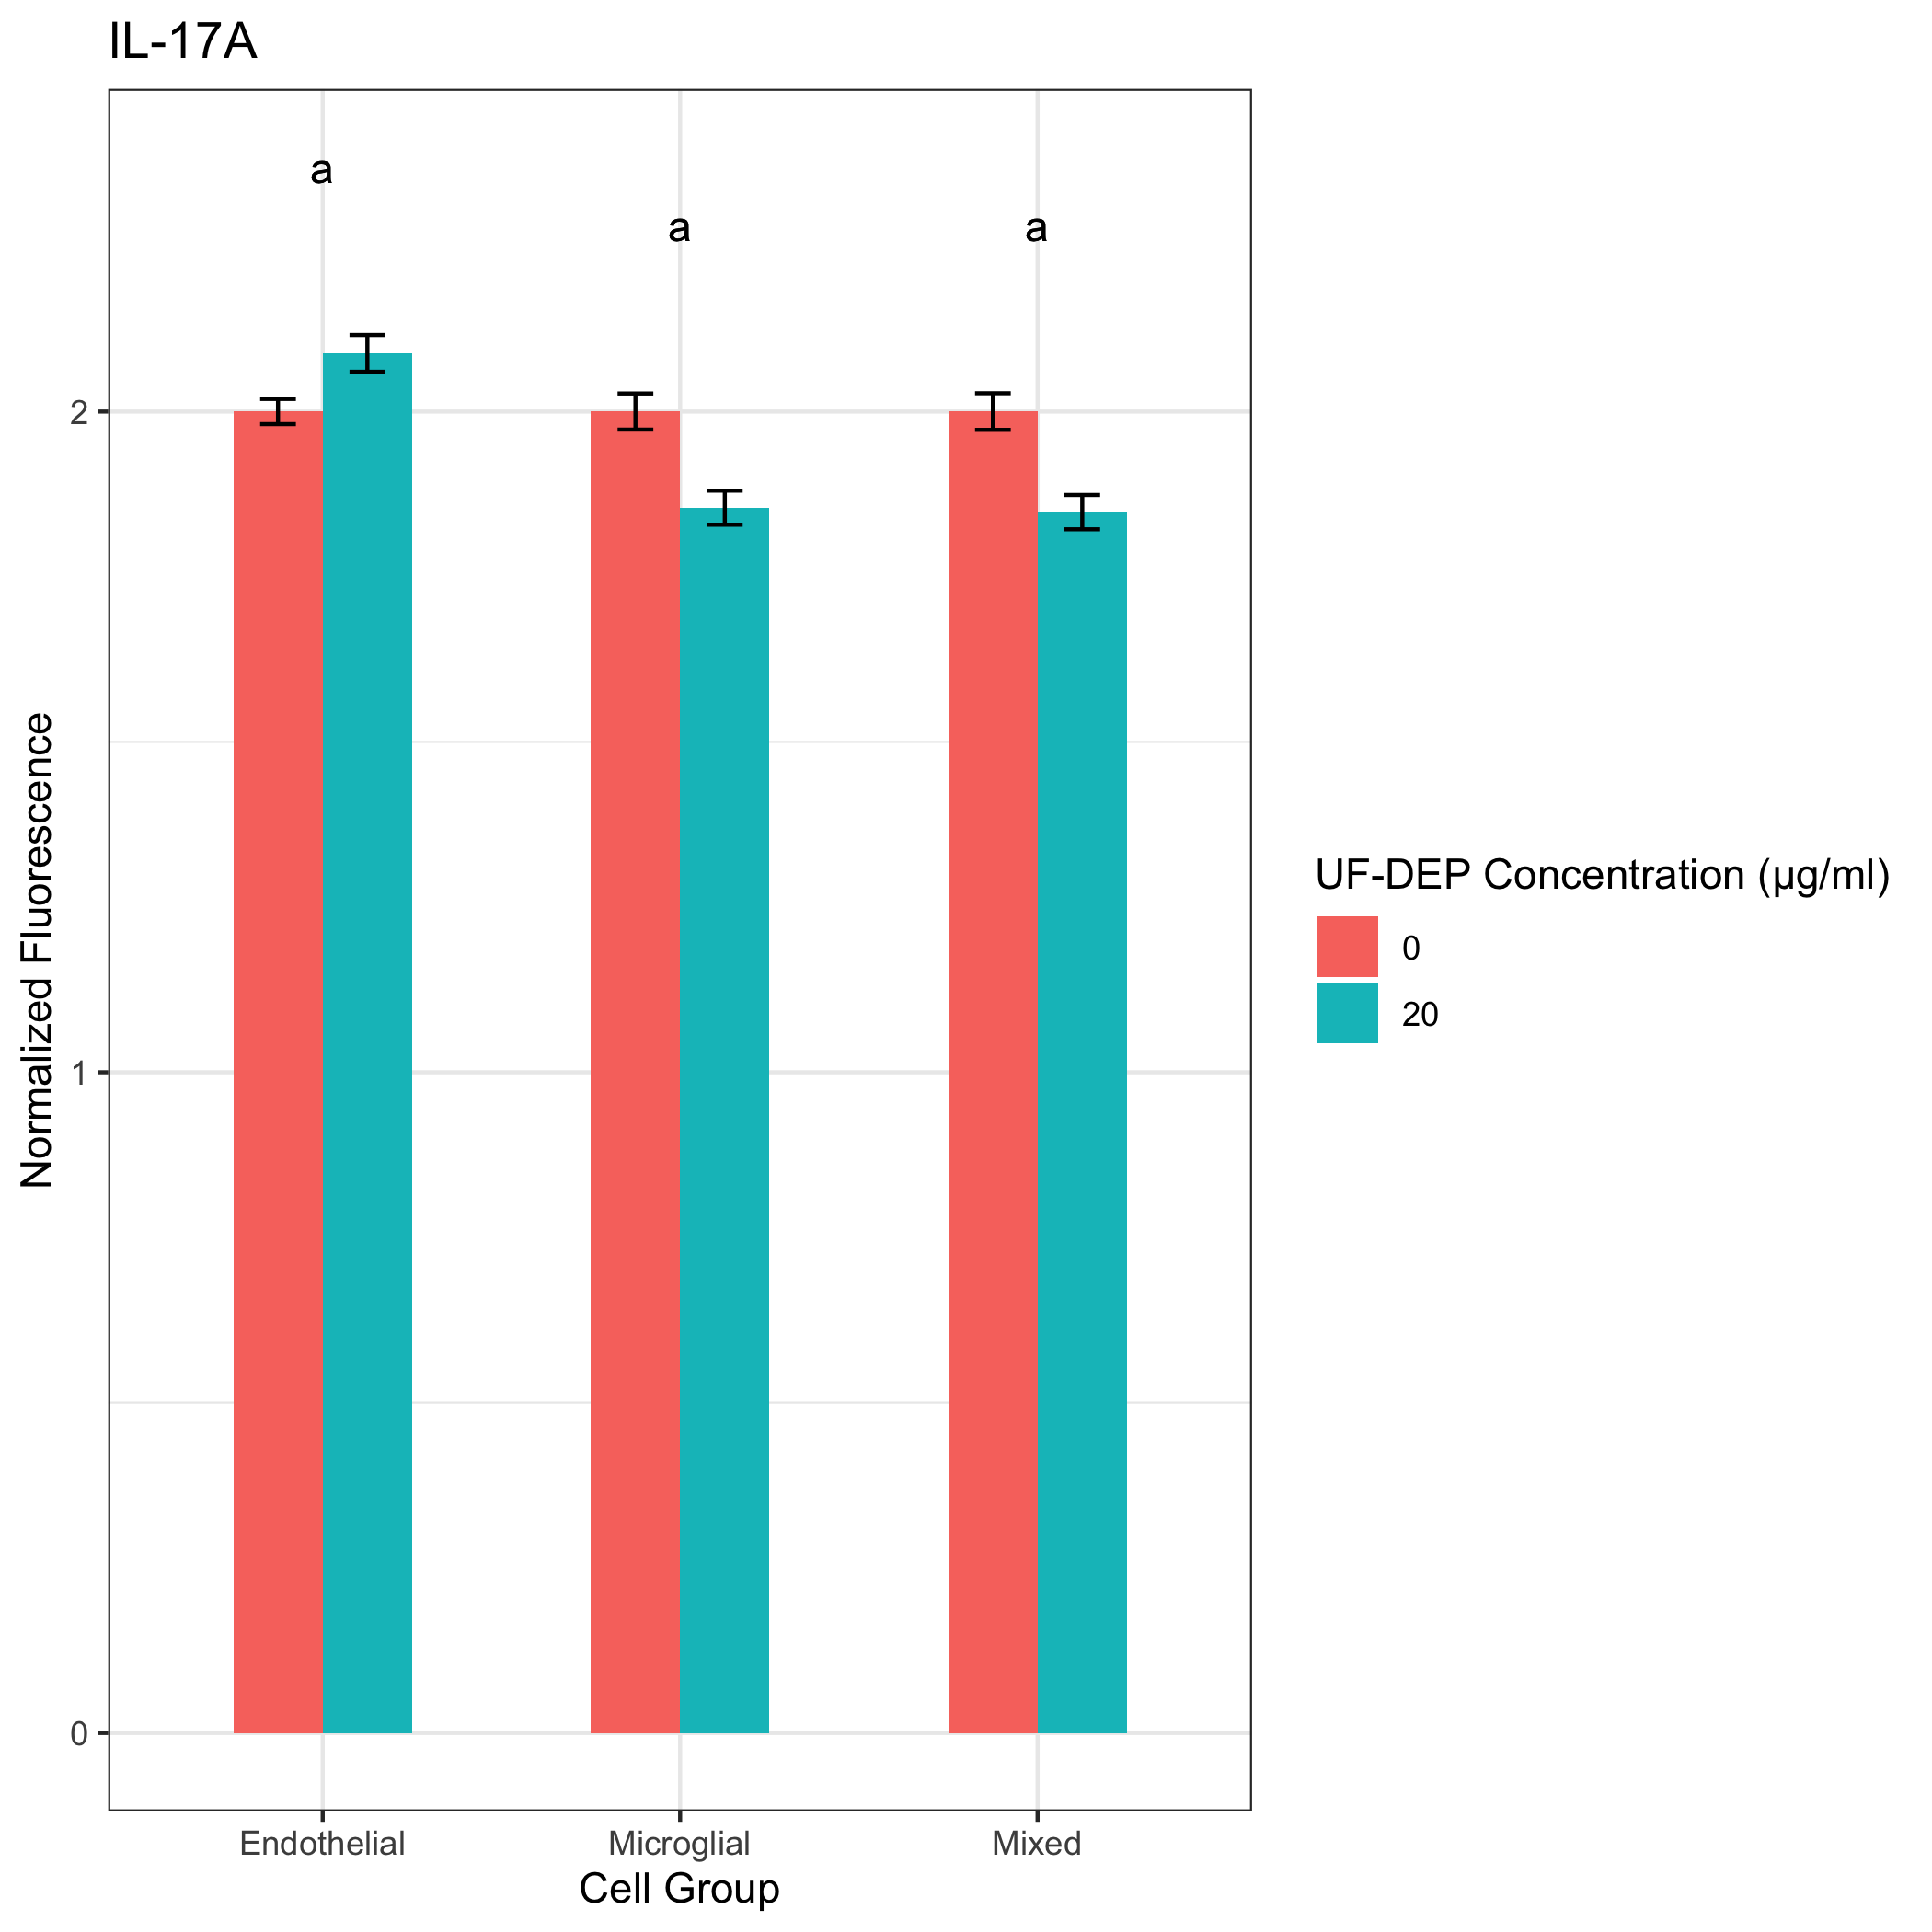 IL-17A
a
a
a
2
1
0
Normalized Fluorescence
Endothelial
Microglial
Mixed
Cell Group
UF-DEP Concentration (µg/ml)
0
20